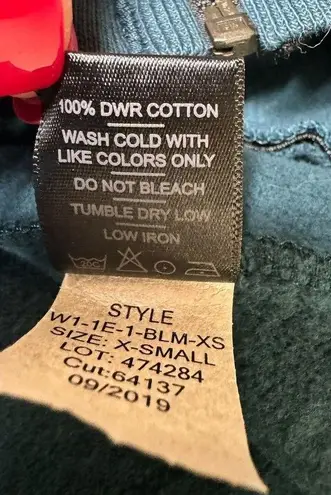 100% DWR COTTON
WASH COLD WITH
LIKE COLORS ONLY
DO NOT BLEACH
TUMBLE DRY LOW
LOW IRON
STYLE
W1-1E-1-BLM-XS
SIZE: X-SMALL
LOT: 474284
Cut:64137
09/2019